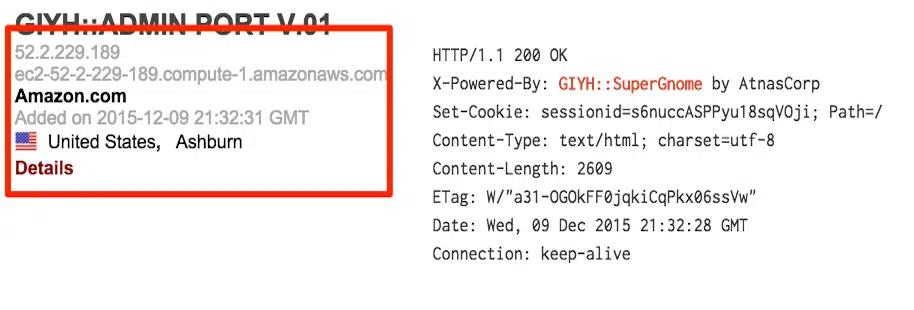 GIYH::ADMIN PORT V.01
52.2.229.189
ec2-52-2-229-189.compute-1.amazonaws.com
Amazon.com
Added on 2015-12-09 21:32:31 GMT
United States, Ashburn
Details
HTTP/1.1 200 OK
X-Powered-By: GIYH::SuperGnome by AtnasCorp
Set-Cookie: sessionid=s6nuccASPPyu18sqVOji; Path=/
Content-Type: text/html; charset=utf-8
Content-Length: 2609
ETag: W/"a31-OGOkFF0jqkiCqPkx06ssVw"
Date: Wed, 09 Dec 2015 21:32:28 GMT
Connection: keep-alive